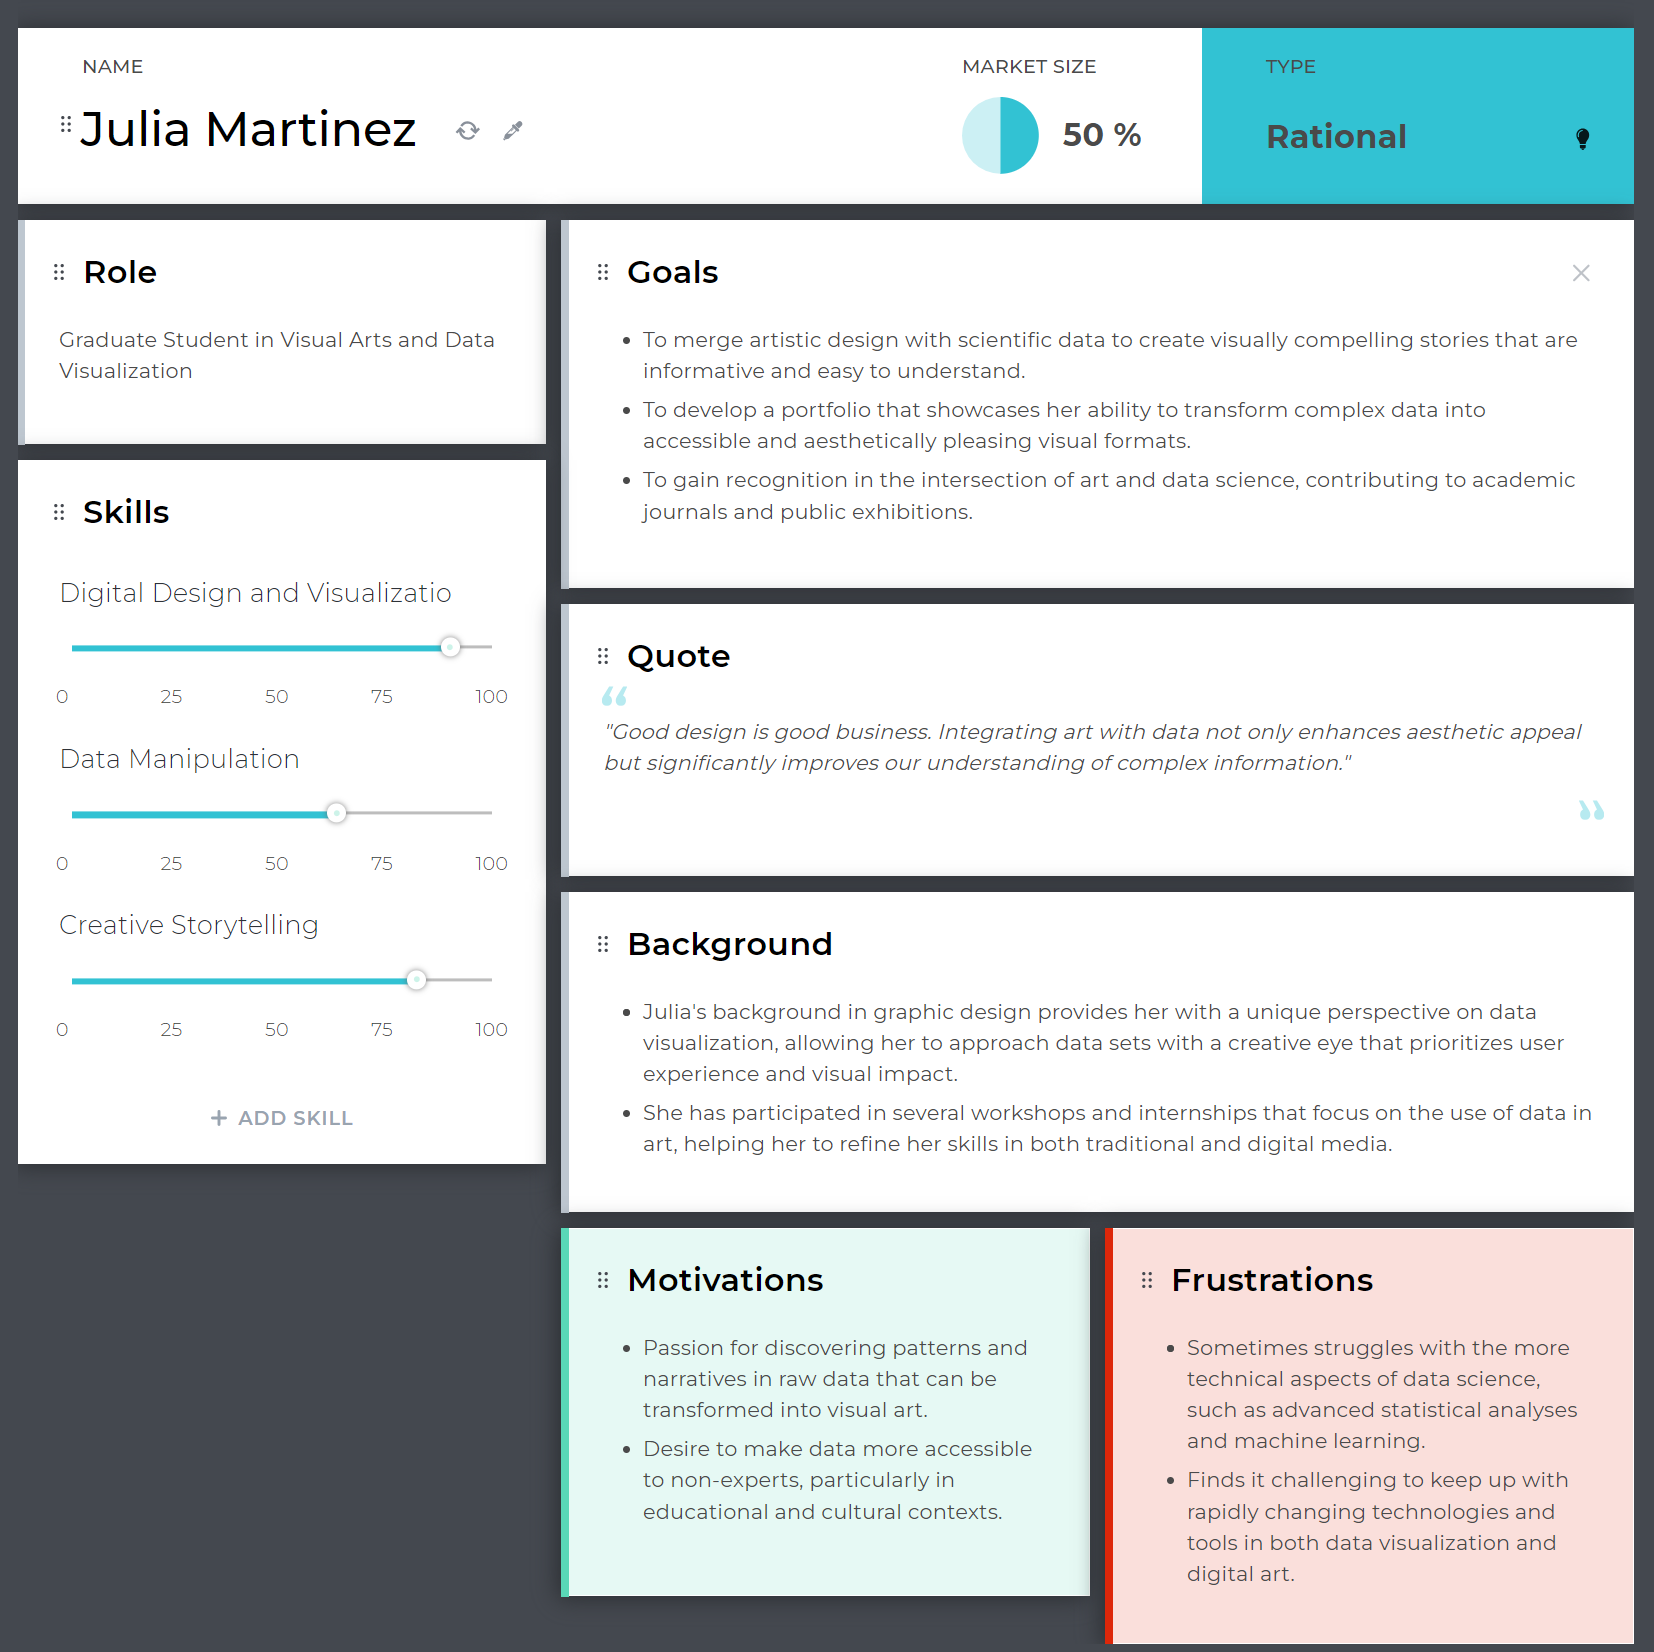 NAME
Julia Martinez
MARKET SIZE
50 %
TYPE
Rational
Role
Graduate Student in Visual Arts and Data
Visualization
Skills
Digital Design and Visualizatio
0 25 50 75 100
Data Manipulation
0 25 50 75 100
Creative Storytelling
0 25 50 75 100
+ ADD SKILL
Goals
• To merge artistic design with scientific data to create visually compelling stories that are
informative and easy to understand.
• To develop a portfolio that showcases her ability to transform complex data into
accessible and aesthetically pleasing visual formats.
• To gain recognition in the intersection of art and data science, contributing to academic
journals and public exhibitions.
Quote
“
"Good design is good business. Integrating art with data not only enhances aesthetic appeal
but significantly improves our understanding of complex information."
”
Background
• Julia's background in graphic design provides her with a unique perspective on data
visualization, allowing her to approach data sets with a creative eye that prioritizes user
experience and visual impact.
• She has participated in several workshops and internships that focus on the use of data in
art, helping her to refine her skills in both traditional and digital media.
Motivations
• Passion for discovering patterns and
narratives in raw data that can be
transformed into visual art.
• Desire to make data more accessible
to non-experts, particularly in
educational and cultural contexts.
Frustrations
• Sometimes struggles with the more
technical aspects of data science,
such as advanced statistical analyses
and machine learning.
• Finds it challenging to keep up with
rapidly changing technologies and
tools in both data visualization and
digital art.